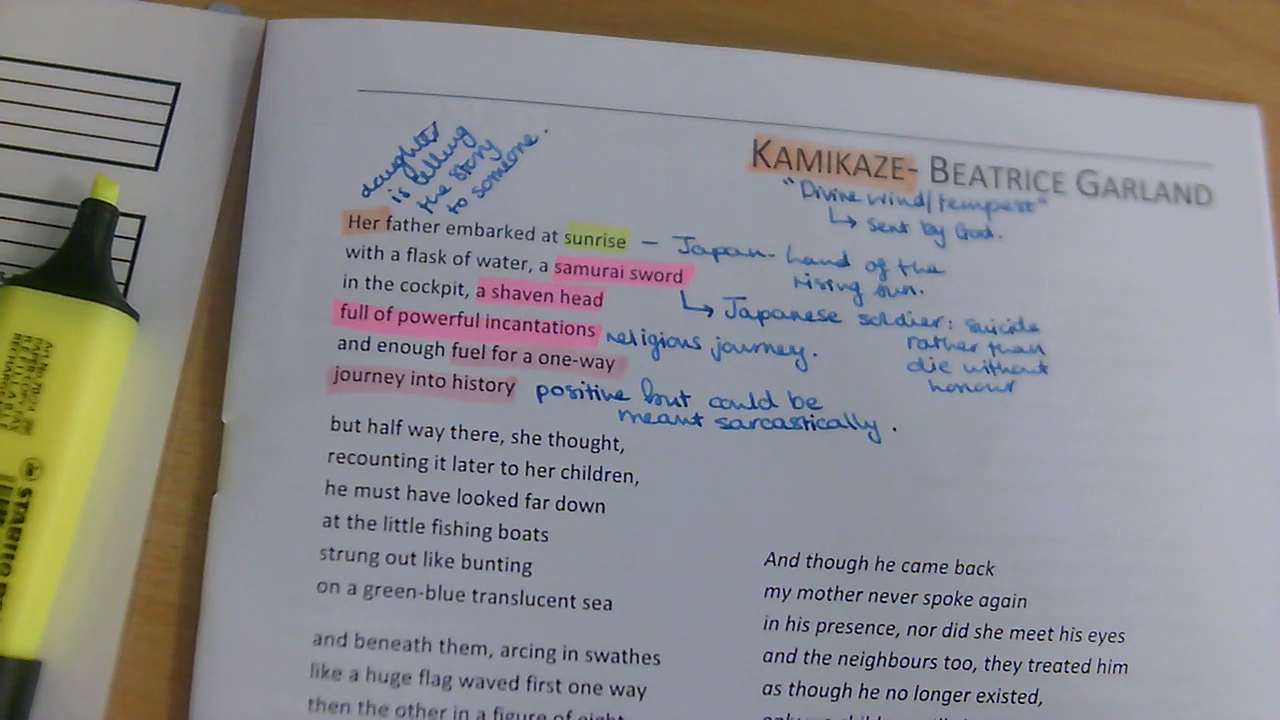 daughter
is telling
the story
to someone.
KAMIKAZE- BEATRICE GARLAND
"Divine wind/tempest"
↳ sent by God.
Her father embarked at sunrise — Japan- land of the
rising sun.
with a flask of water, a samurai sword
in the cockpit, a shaven head
↳ Japanese soldier: suicide
rather than
die without
honour
full of powerful incantations religious journey.
and enough fuel for a one-way
journey into history positive but could be
meant sarcastically.
but half way there, she thought,
recounting it later to her children,
he must have looked far down
at the little fishing boats
strung out like bunting
on a green-blue translucent sea
and beneath them, arcing in swathes
like a huge flag waved first one way
then the other in a figure of eight,
And though he came back
my mother never spoke again
in his presence, nor did she meet his eyes
and the neighbours too, they treated him
as though he no longer existed,
STABILO